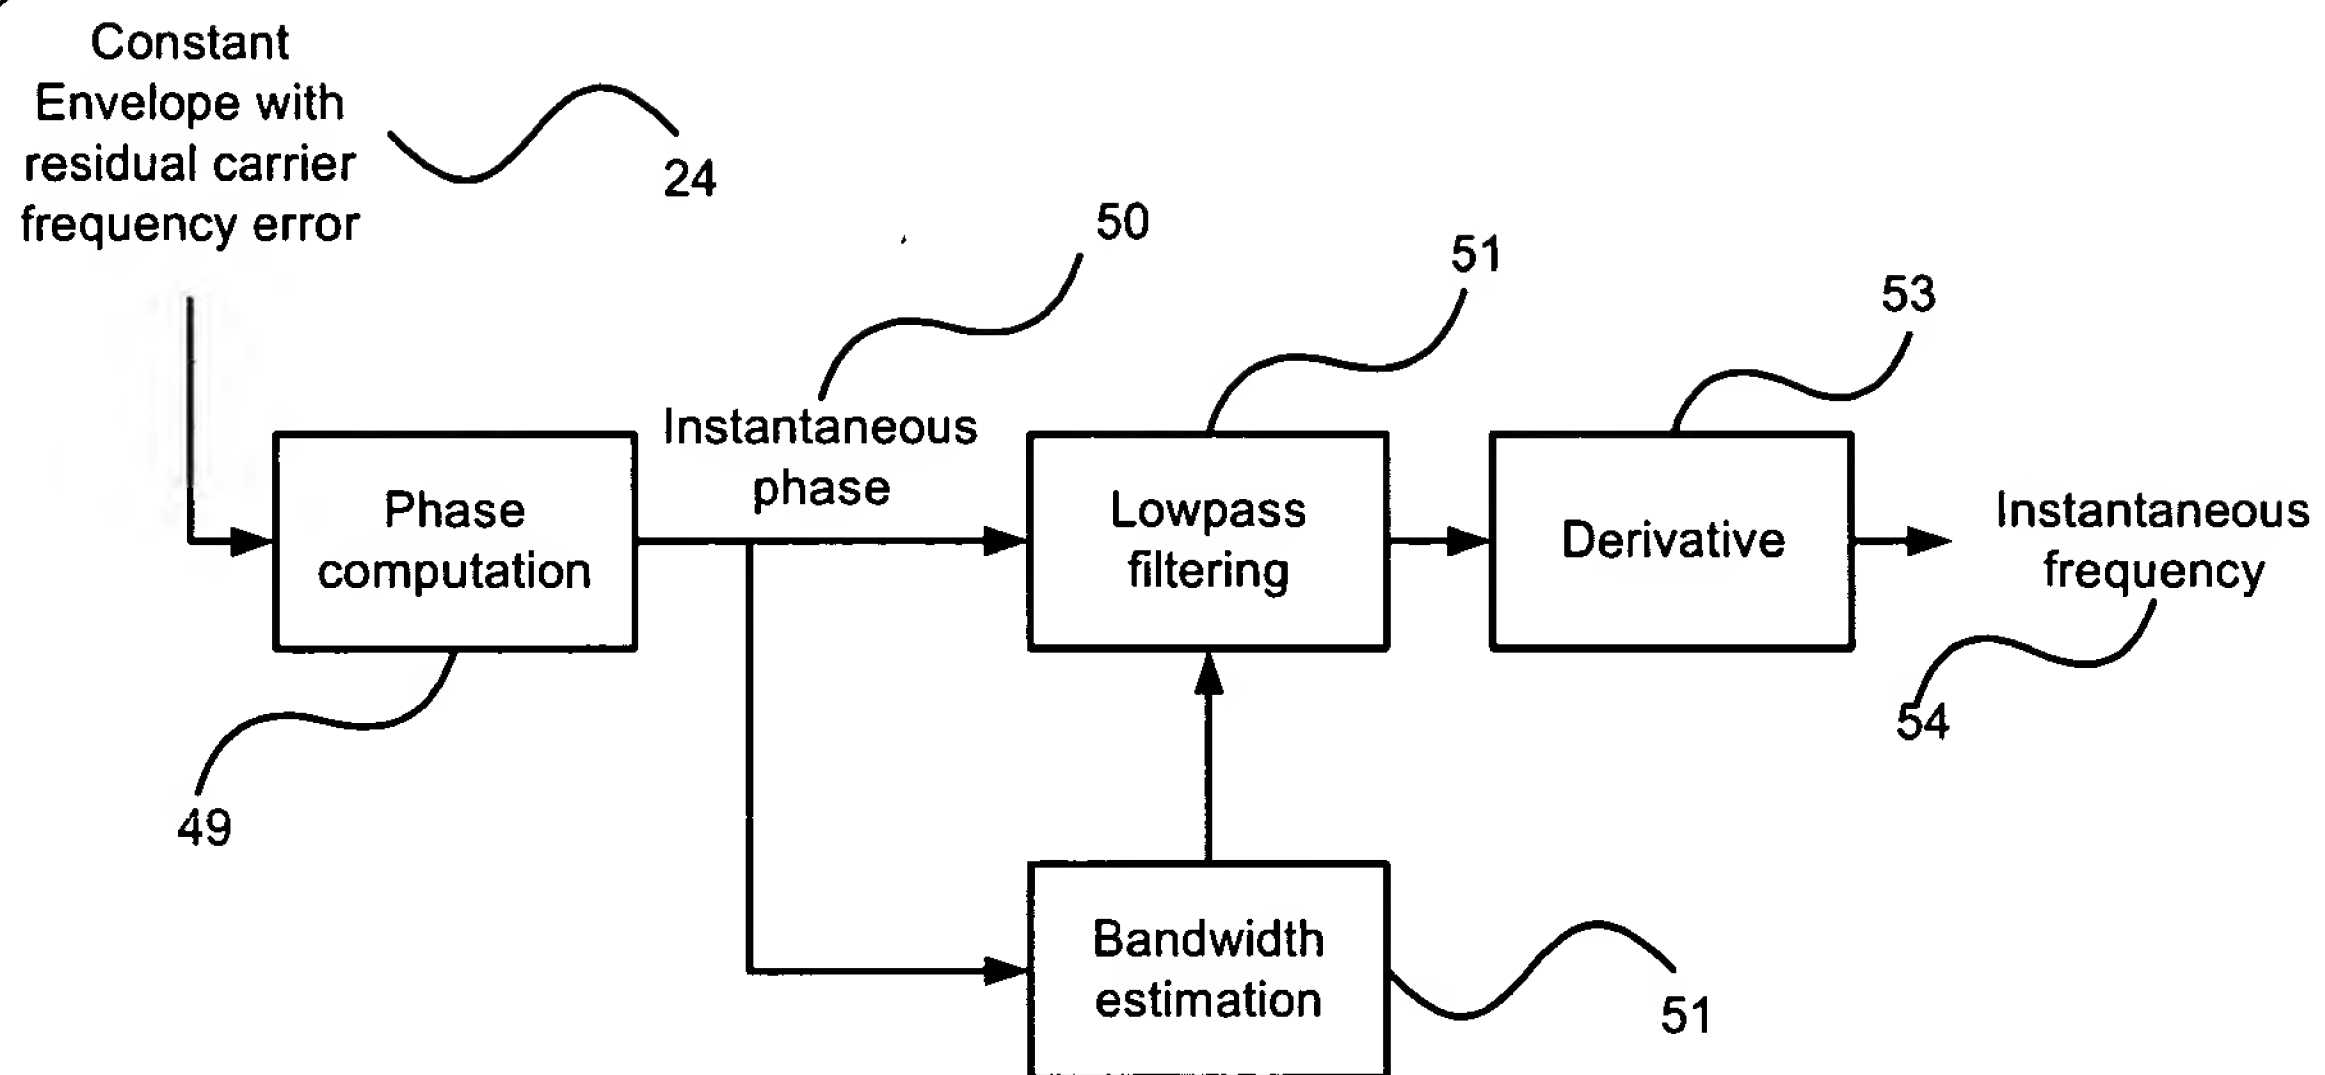 Constant
Envelope with
residual carrier
frequency error
24
50
51
53
Instantaneous
phase
Phase
computation
Lowpass
filtering
Derivative
Instantaneous
frequency
54
49
Bandwidth
estimation
51